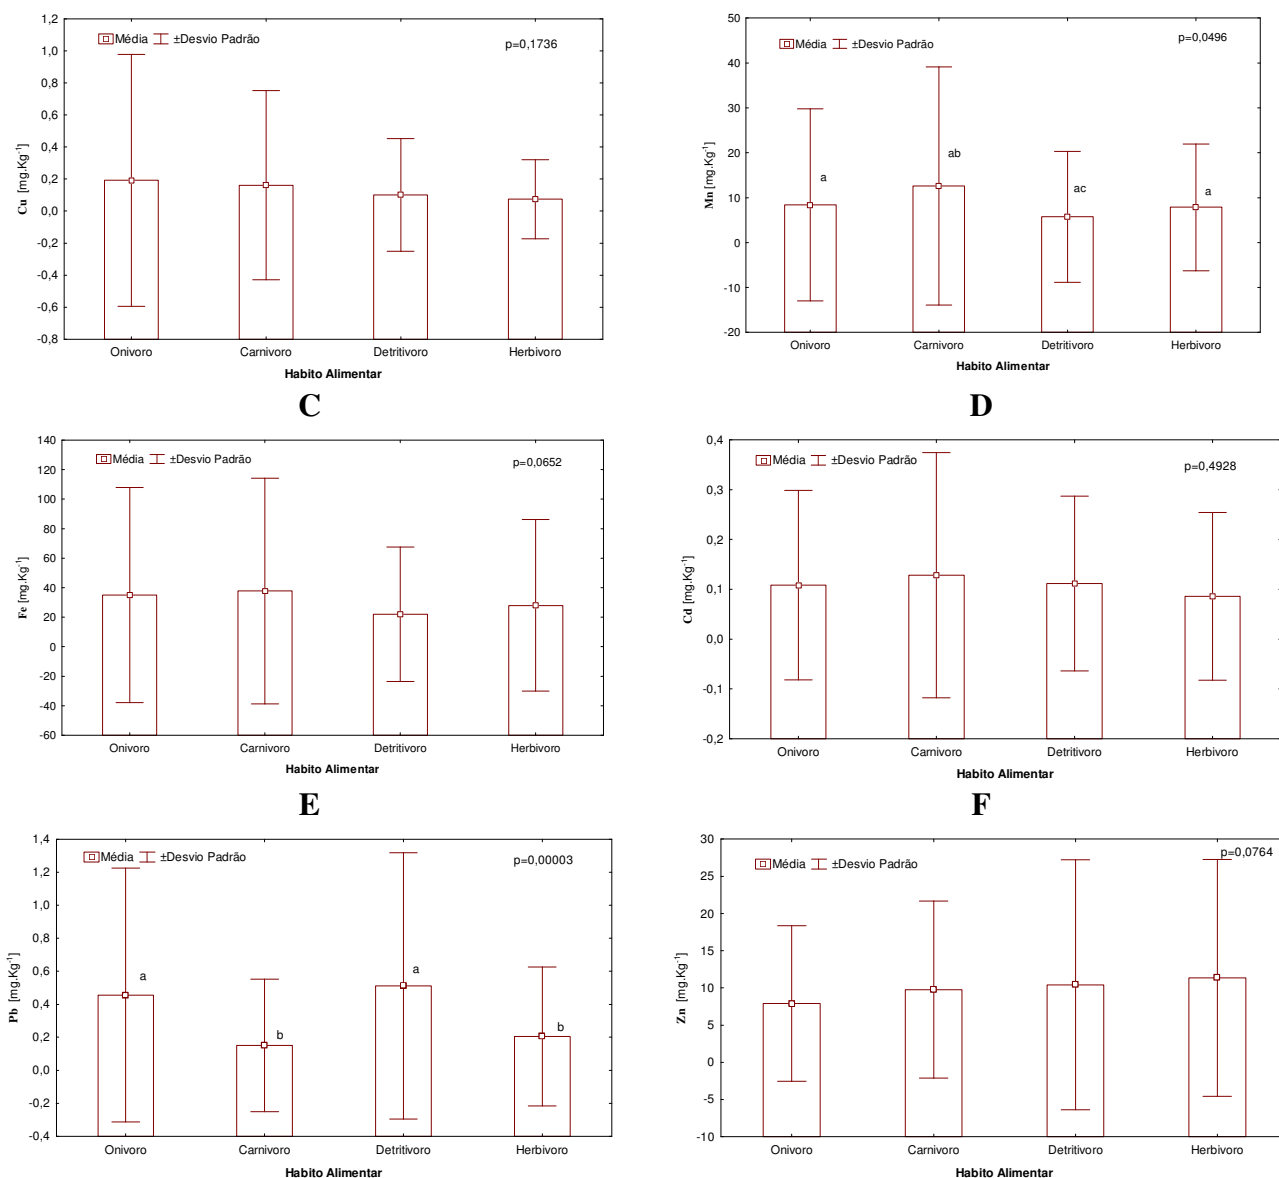 1,2
1,0
0,8
0,6
0,4
0,2
0,0
-0,2
-0,4
-0,6
-0,8
Cu [mg.Kg⁻¹]
Média ±Desvio Padrão
p=0,1736
Onivoro Carnivoro Detritivoro Herbivoro
Habito Alimentar
50
40
30
20
10
0
-10
-20
Mn [mg.Kg⁻¹]
Média ±Desvio Padrão
p=0,0496
a ab ac a
Onivoro Carnivoro Detritivoro Herbivoro
Habito Alimentar
C
D
140
120
100
80
60
40
20
0
-20
-40
-60
Fe [mg.Kg⁻¹]
Média ±Desvio Padrão
p=0,0652
Onivoro Carnivoro Detritivoro Herbivoro
Habito Alimentar
0,4
0,3
0,2
0,1
0,0
-0,1
-0,2
Cd [mg.Kg⁻¹]
Média ±Desvio Padrão
p=0,4928
Onivoro Carnivoro Detritivoro Herbivoro
Habito Alimentar
E
F
1,4
1,2
1,0
0,8
0,6
0,4
0,2
0,0
-0,2
-0,4
Pb [mg.Kg⁻¹]
Média ±Desvio Padrão
p=0,00003
a b a b
Onivoro Carnivoro Detritivoro Herbivoro
Habito Alimentar
30
25
20
15
10
5
0
-5
-10
Zn [mg.Kg⁻¹]
Média ±Desvio Padrão
p=0,0764
Onivoro Carnivoro Detritivoro Herbivoro
Habito Alimentar